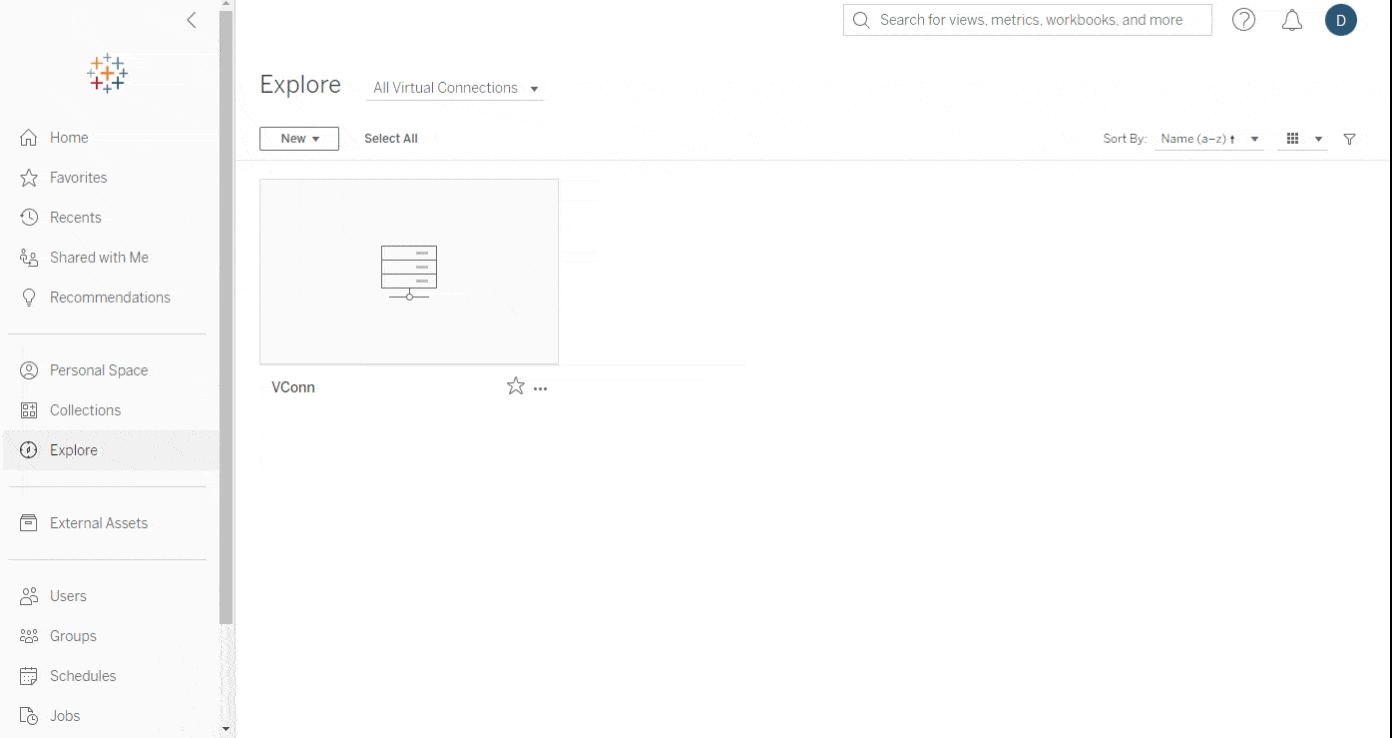 Search for views, metrics, workbooks, and more
D
Explore
All Virtual Connections
New
Select All
Sort By: Name (a–z)
Home
Favorites
Recents
Shared with Me
Recommendations
Personal Space
Collections
Explore
External Assets
Users
Groups
Schedules
Jobs
VConn